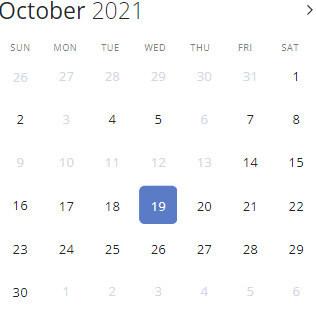 October 2021
SUN MON TUE WED THU FRI SAT
26 27 28 29 30 31 1
2 3 4 5 6 7 8
9 10 11 12 13 14 15
16 17 18 19 20 21 22
23 24 25 26 27 28 29
30 1 2 3 4 5 6